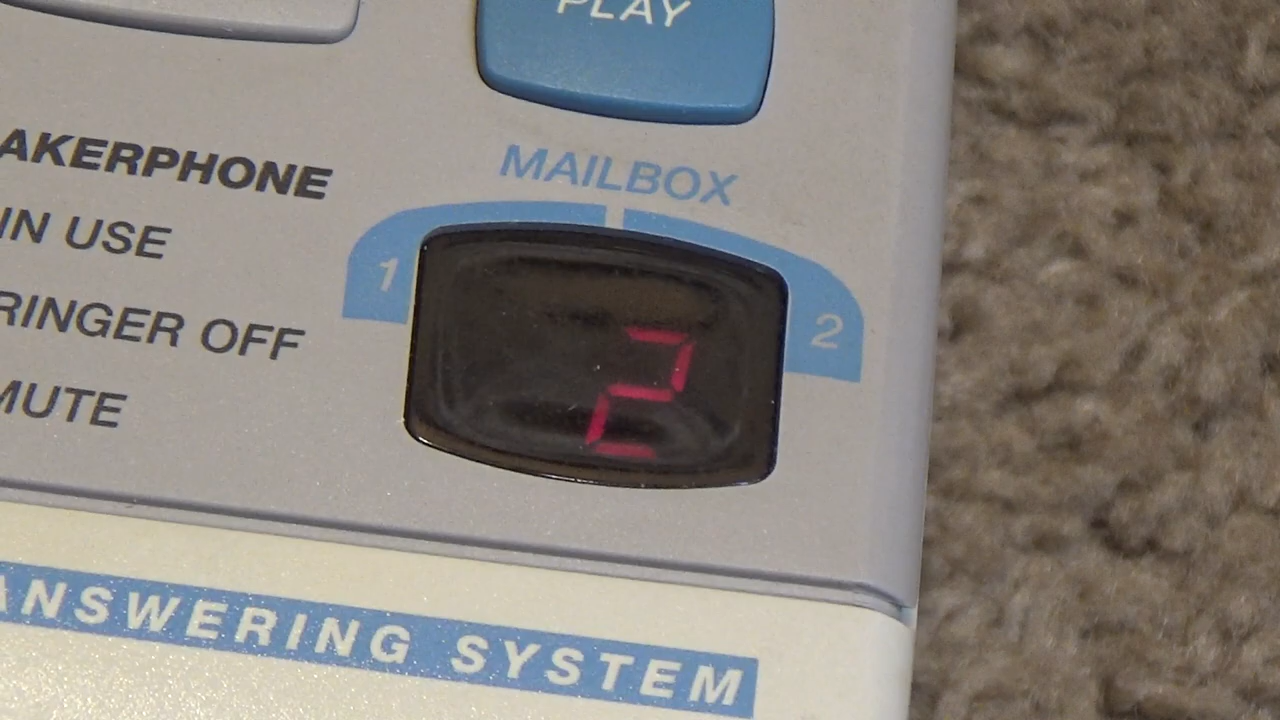 PLAY
MAILBOX
1
2
2
AKERPHONE
IN USE
RINGER OFF
MUTE
ANSWERING SYSTEM